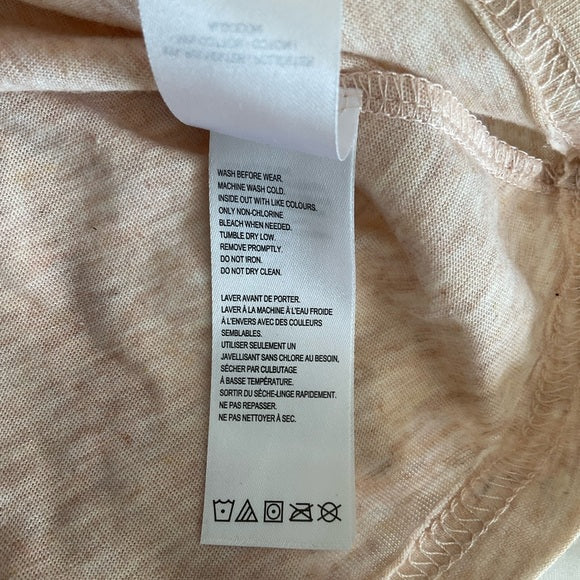 WASH BEFORE WEAR.
MACHINE WASH COLD.
INSIDE OUT WITH LIKE COLOURS.
ONLY NON-CHLORINE
BLEACH WHEN NEEDED.
TUMBLE DRY LOW.
REMOVE PROMPTLY.
DO NOT IRON.
DO NOT DRY CLEAN.
LAVER AVANT DE PORTER.
LAVER À LA MACHINE À L'EAU FROIDE
À L'ENVERS AVEC DES COULEURS
SEMBLABLES.
UTILISER SEULEMENT UN
JAVELLISANT SANS CHLORE AU BESOIN,
SÉCHER PAR CULBUTAGE
À BASSE TEMPÉRATURE.
SORTIR DU SÈCHE-LINGE RAPIDEMENT.
NE PAS REPASSER.
NE PAS NETTOYER À SEC.